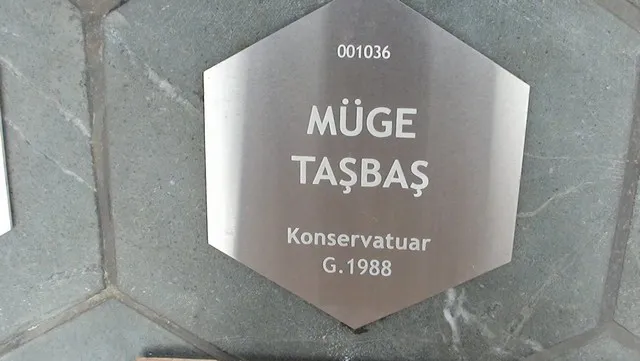 001036
MÜGE
TAŞBAŞ
Konservatuar
G.1988